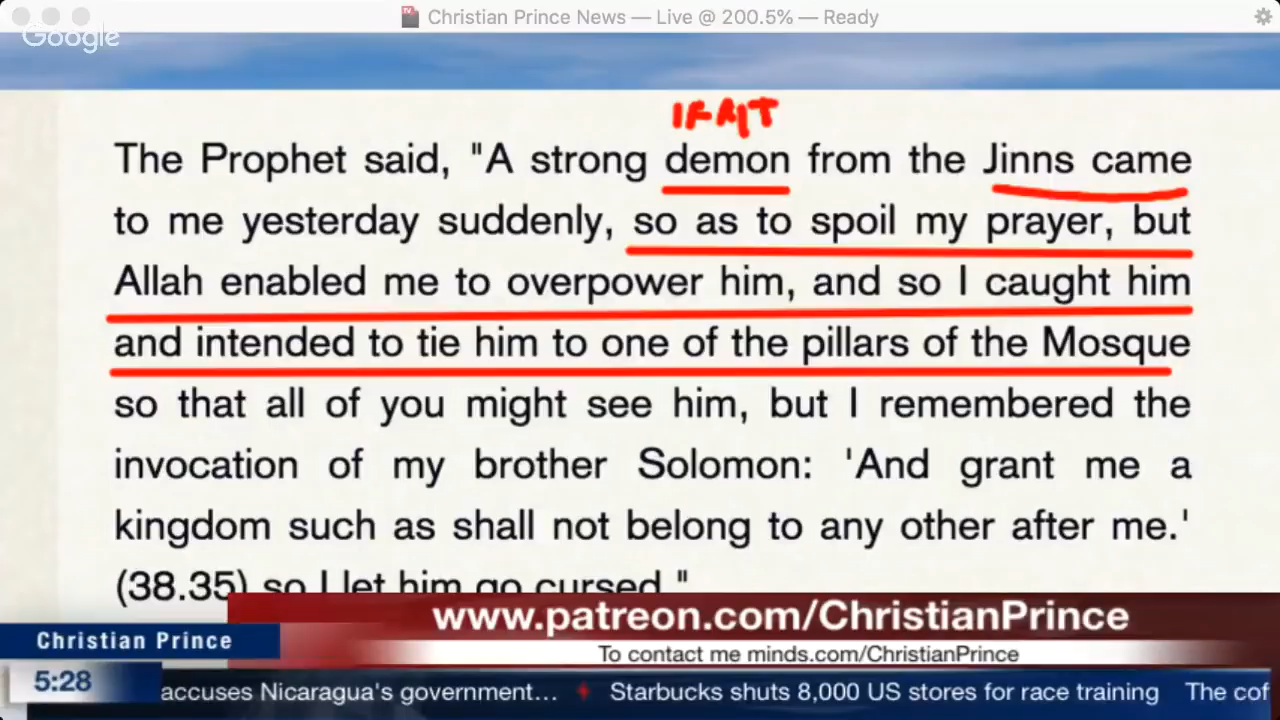 Christian Prince News — Live @ 200.5% — Ready
Google
IFRIT
The Prophet said, "A strong demon from the Jinns came
to me yesterday suddenly, so as to spoil my prayer, but
Allah enabled me to overpower him, and so I caught him
and intended to tie him to one of the pillars of the Mosque
so that all of you might see him, but I remembered the
invocation of my brother Solomon: 'And grant me a
kingdom such as shall not belong to any other after me.'
(38.35) so I let him go cursed."
www.patreon.com/ChristianPrince
Christian Prince
To contact me minds.com/ChristianPrince
5:28
accuses Nicaragua's government... Starbucks shuts 8,000 US stores for race training The cof